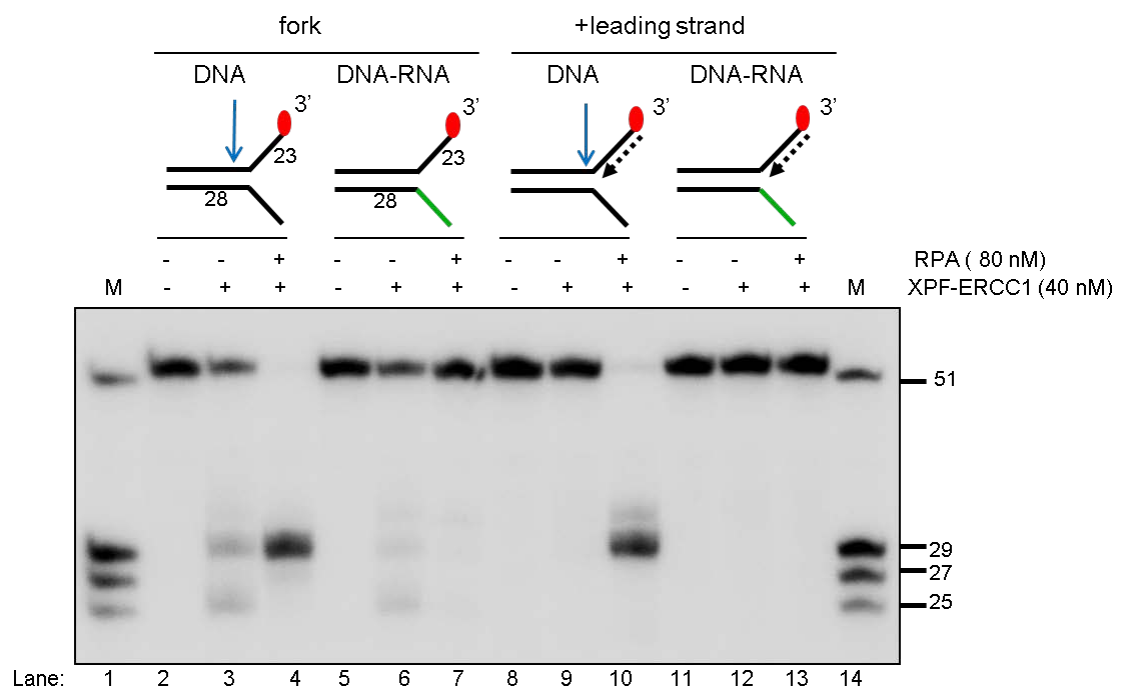 fork +leading strand
DNA DNA-RNA DNA DNA-RNA
3’ 3’ 3’ 3’
23 23
28 28
- - + - - + - - + - - + RPA ( 80 nM)
M - + + - + + - + + - + + M XPF-ERCC1 (40 nM)
51
29
27
25
Lane: 1 2 3 4 5 6 7 8 9 10 11 12 13 14